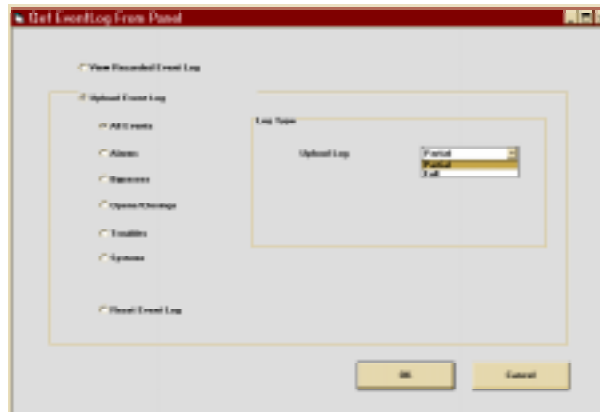 Get EventLog From Panel
View Recorded Event Log
Upload Event Log
All Events
Log Type
Alarms
Upload Log
Partial
Partial
Full
Bypasses
Opens/Closings
Troubles
Systems
Reset Event Log
OK
Cancel